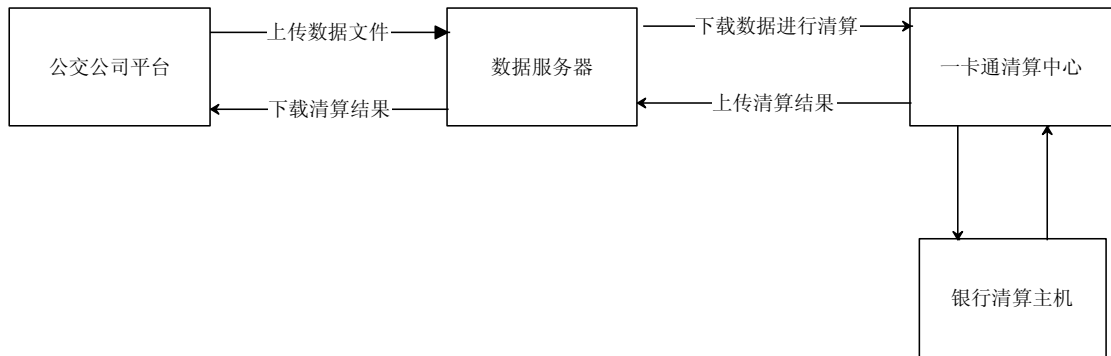 上传数据文件
下载数据进行清算
公交公司平台
数据服务器
一卡通清算中心
下载清算结果
上传清算结果
银行清算主机